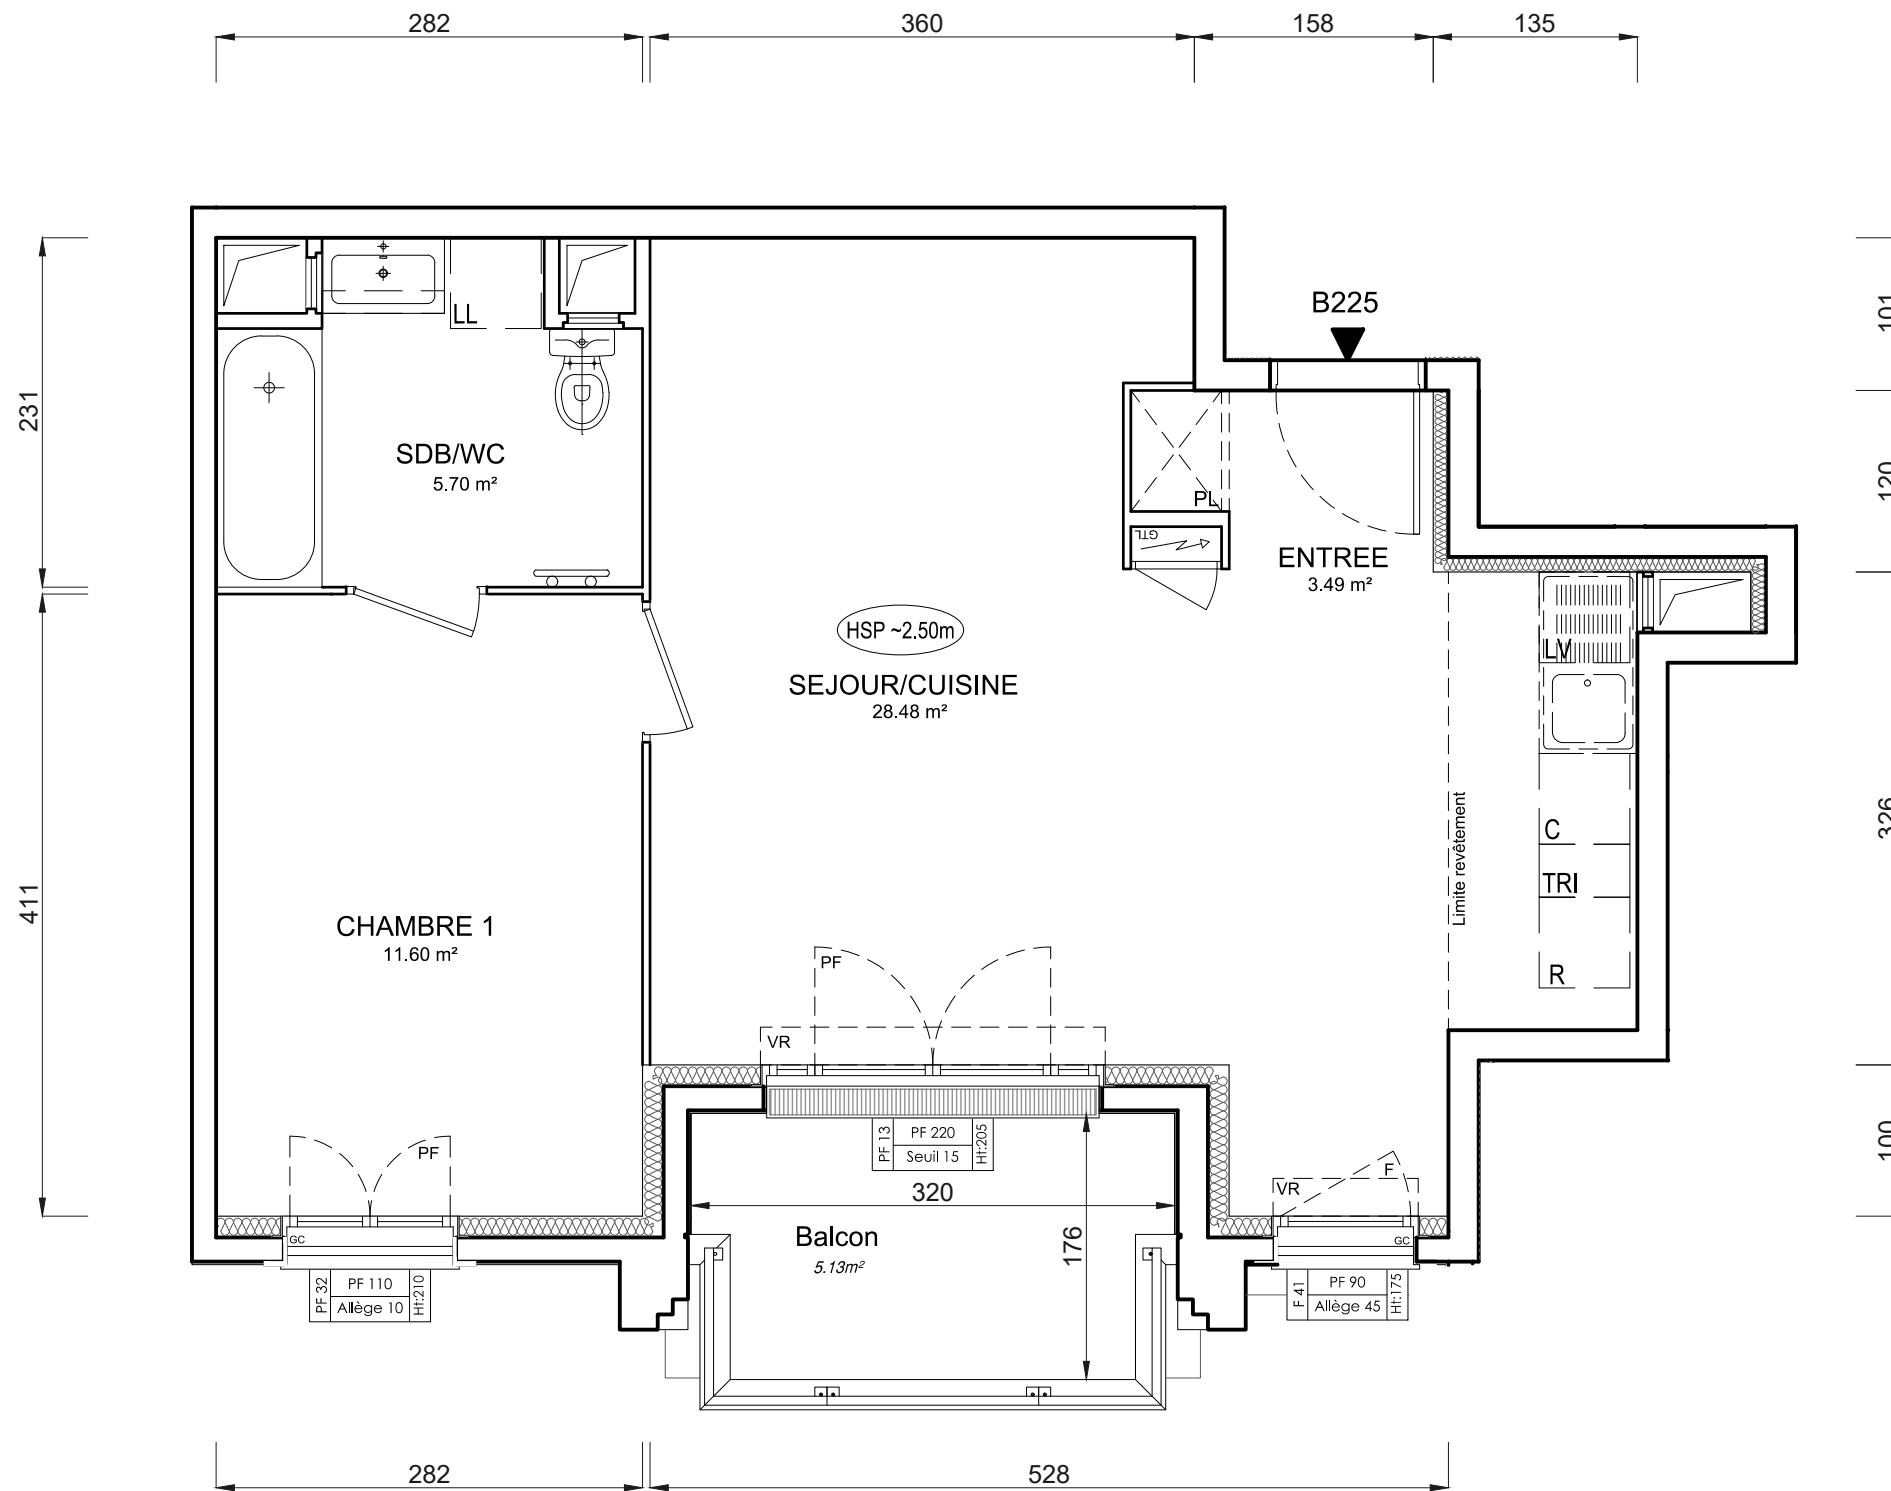 282
360
158
135
B225
101
231
LL
SDB/WC
5.70 m²
PL
120
GTL
ENTREE
3.49 m²
HSP ~2.50m
LV
SEJOUR/CUISINE
28.48 m²
326
C
Limite revêtement
TRI
411
CHAMBRE 1
11.60 m²
PF
R
VR
PF
PF 13
PF 220
Seuil 15
Ht:205
100
F
VR
320
Balcon
5.13m²
176
GC
GC
PF 32
PF 110
Allège 10
Ht:210
F 41
PF 90
Allège 45
Ht:175
282
528